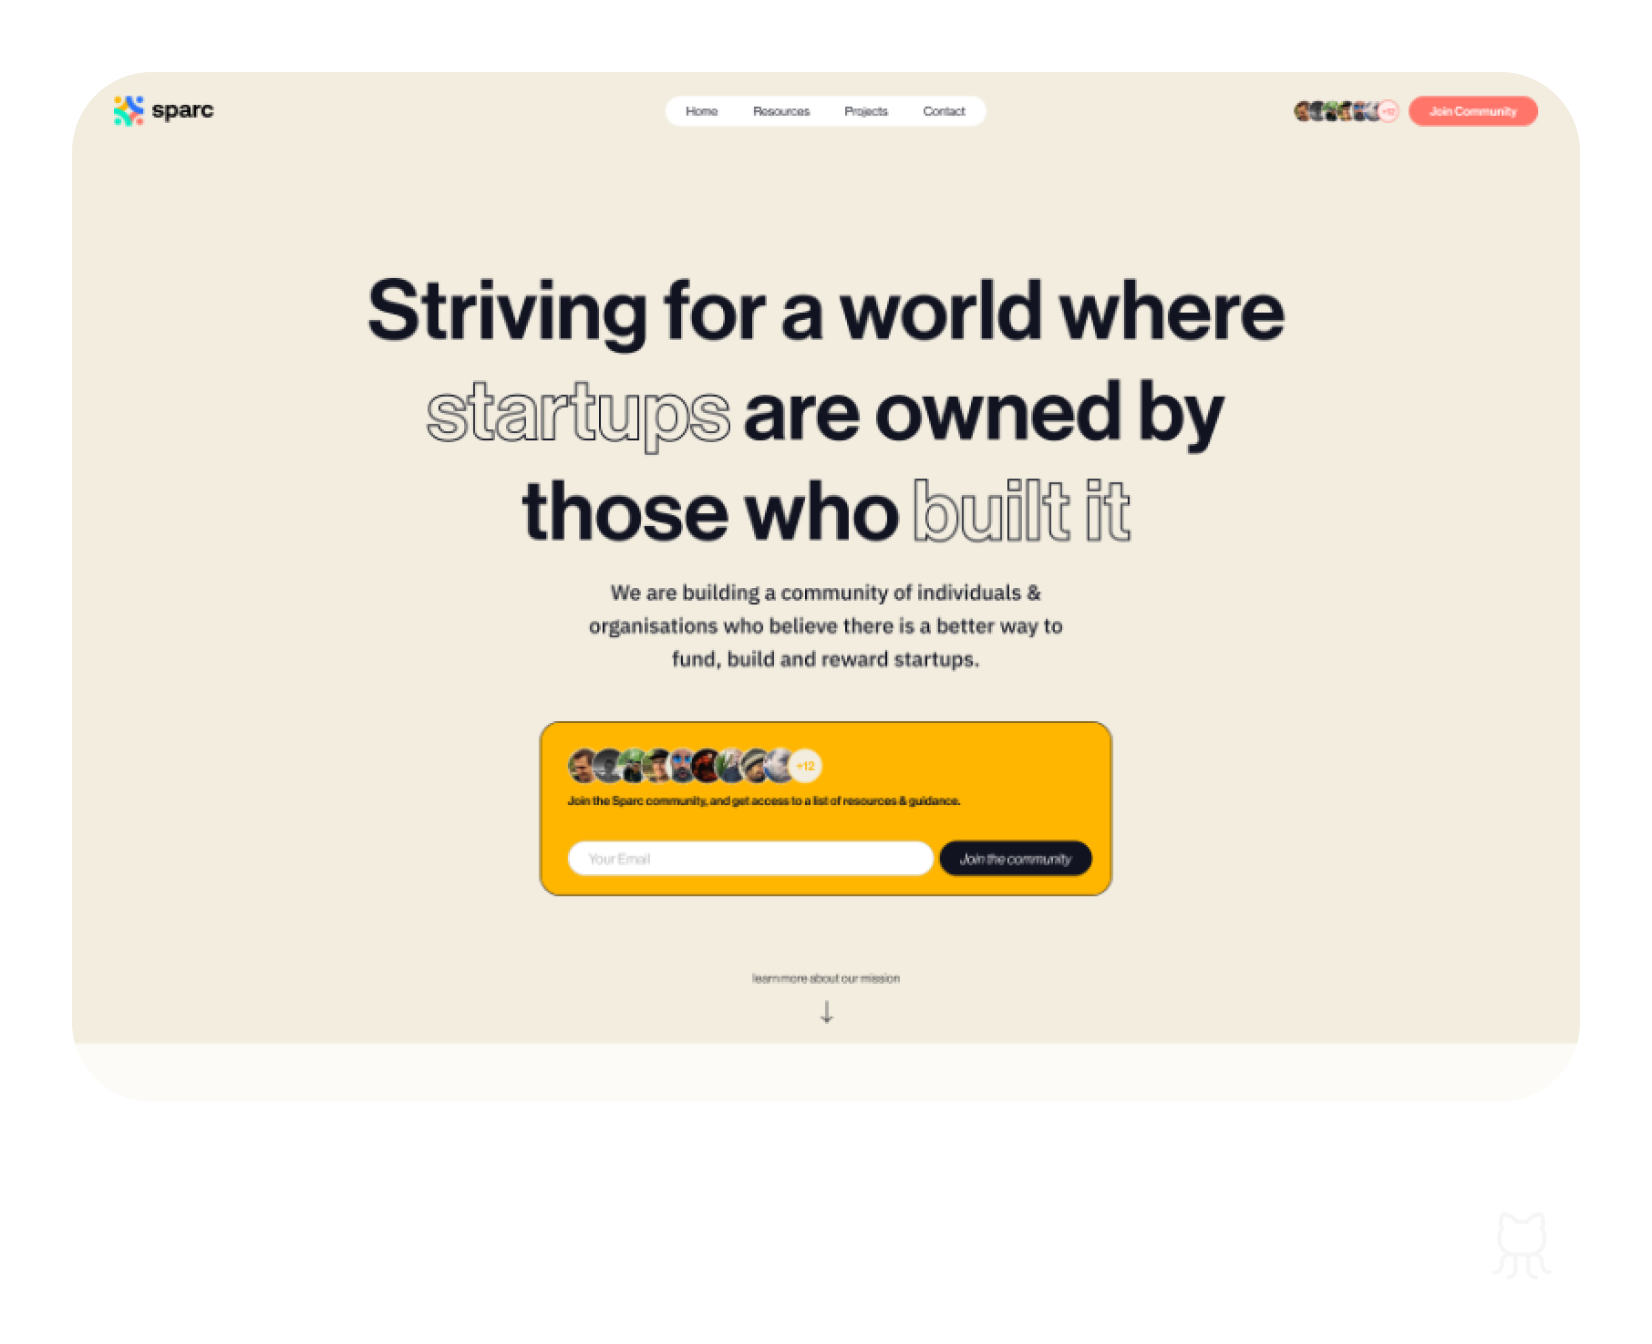 sparc
Home Resources Projects Contact
+12 Join Community
Striving for a world where
startups are owned by
those who built it
We are building a community of individuals &
organisations who believe there is a better way to
fund, build and reward startups.
+12
Join the Sparc community, and get access to a list of resources & guidance.
Your Email Join the community
learn more about our mission